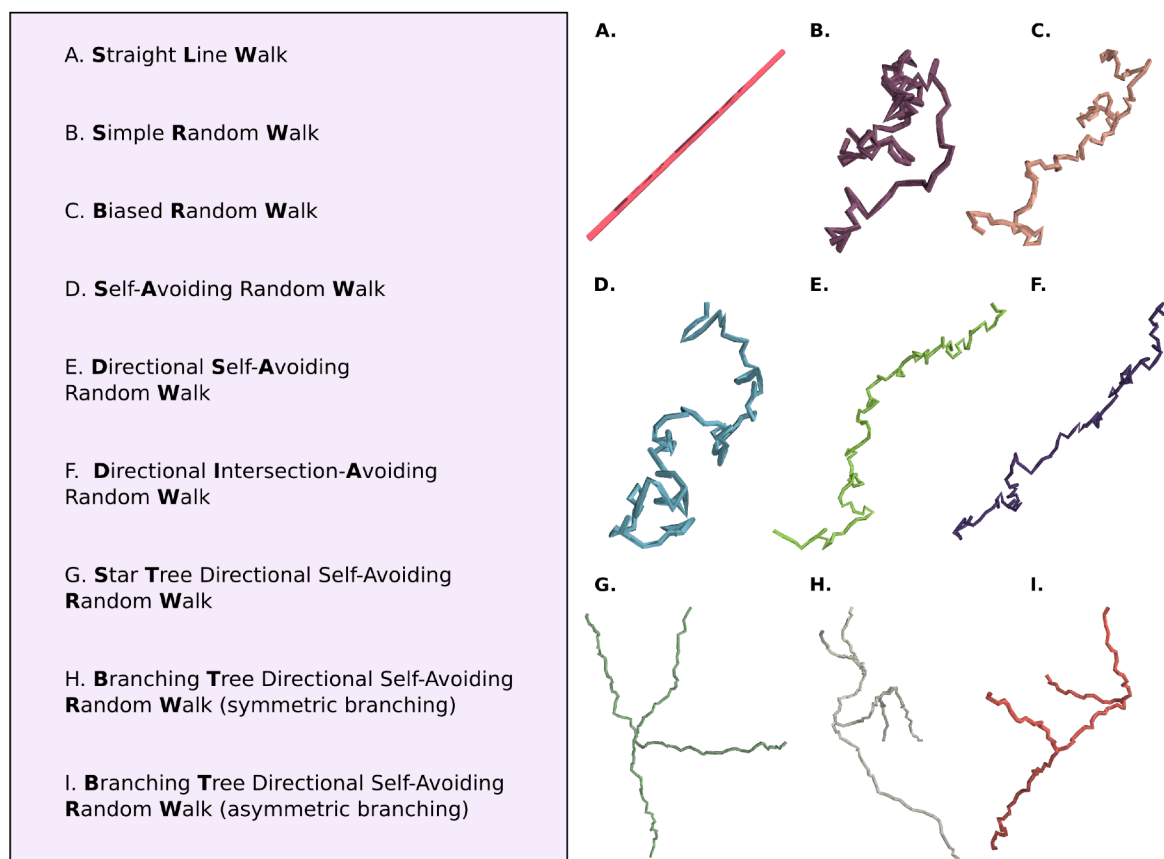 A. Straight Line Walk
B. Simple Random Walk
C. Biased Random Walk
D. Self-Avoiding Random Walk
E. Directional Self-Avoiding
Random Walk
F. Directional Intersection-Avoiding
Random Walk
G. Star Tree Directional Self-Avoiding
Random Walk
H. Branching Tree Directional Self-Avoiding
Random Walk (symmetric branching)
I. Branching Tree Directional Self-Avoiding
Random Walk (asymmetric branching)
A.
B.
C.
D.
E.
F.
G.
H.
I.